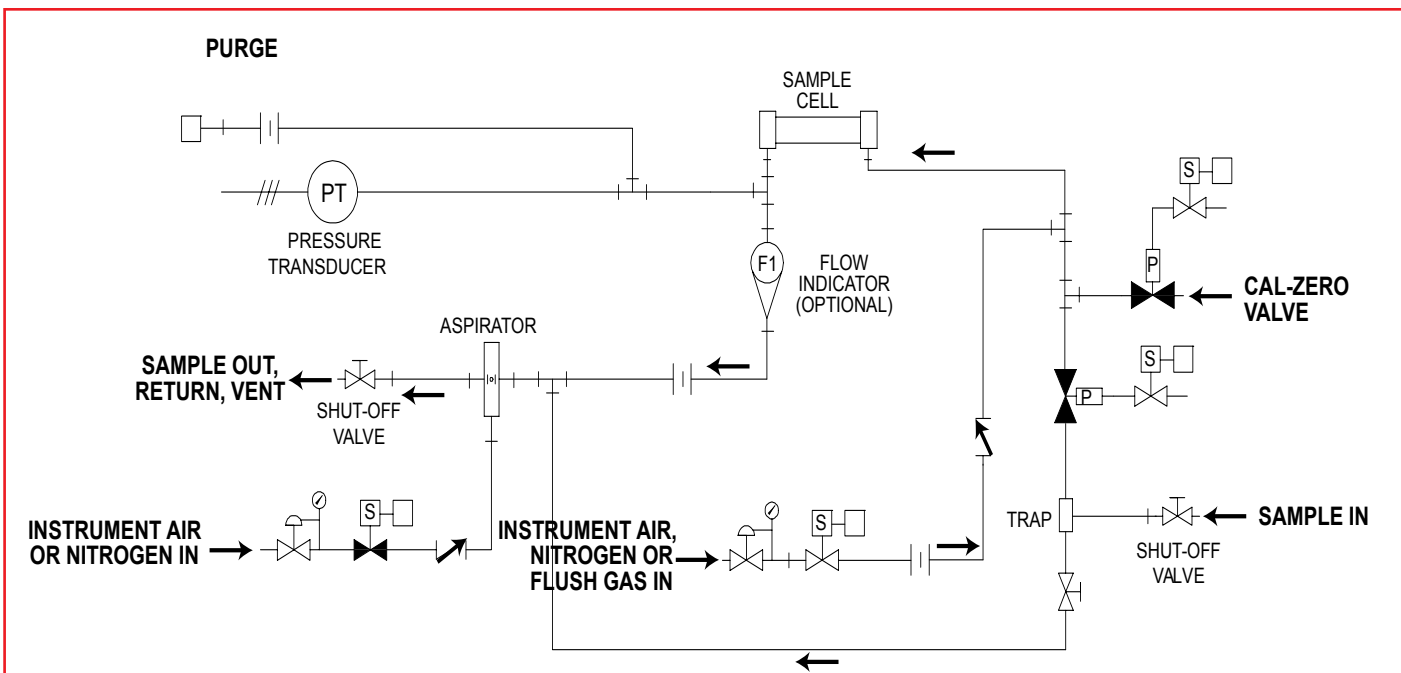 PURGE
SAMPLE
CELL
S
PT
PRESSURE
TRANSDUCER
P
F1
FLOW
INDICATOR
(OPTIONAL)
CAL-ZERO
VALVE
ASPIRATOR
SAMPLE OUT,
RETURN, VENT
SHUT-OFF
VALVE
S
P
INSTRUMENT AIR
OR NITROGEN IN
S
INSTRUMENT AIR,
NITROGEN OR
FLUSH GAS IN
S
TRAP
SAMPLE IN
SHUT-OFF
VALVE